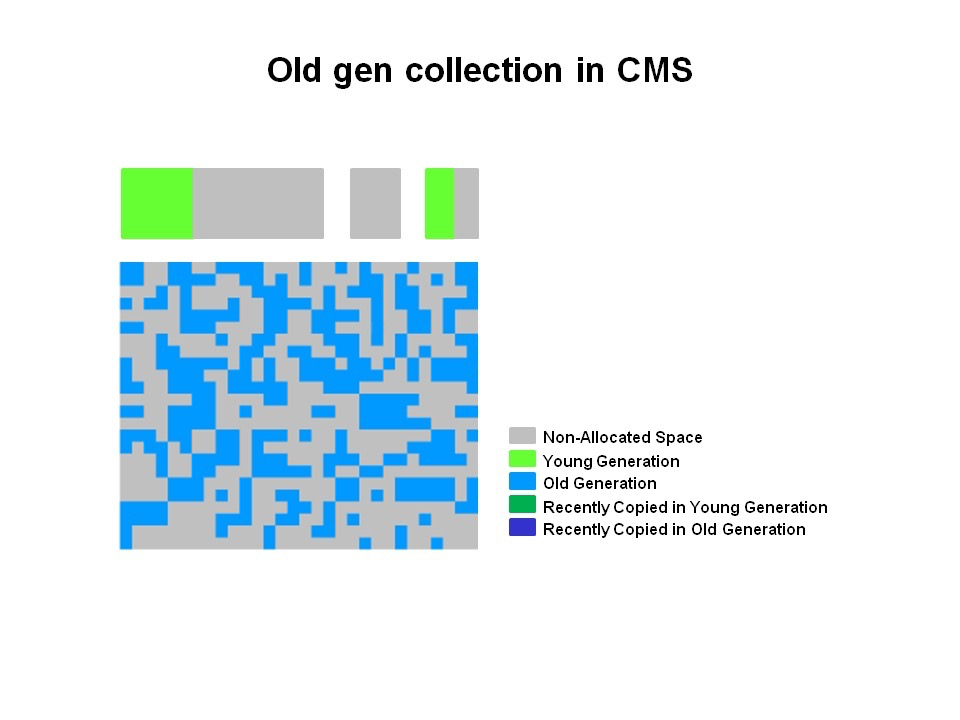 Old gen collection in CMS
Non-Allocated Space
Young Generation
Old Generation
Recently Copied in Young Generation
Recently Copied in Old Generation